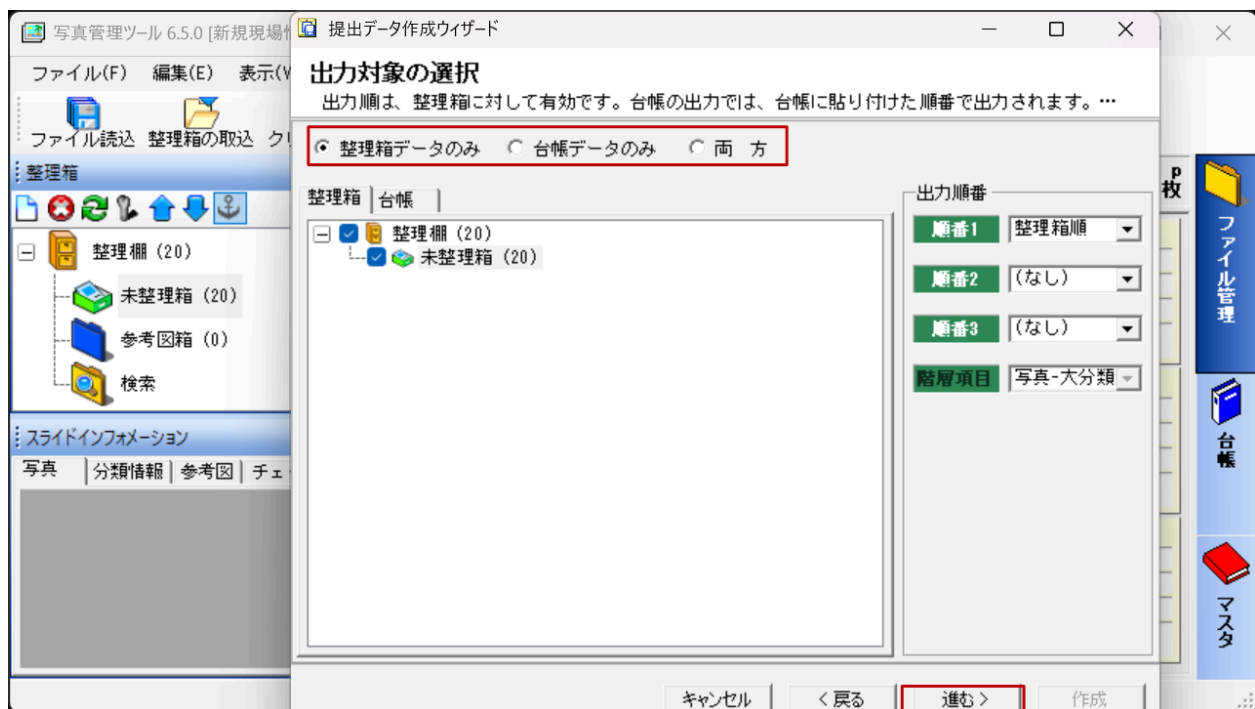 写真管理ツール 6.5.0 [新規現場
ファイル(F) 編集(E) 表示(V
ファイル読込 整理箱の取込 クリ
整理箱
整理棚 (20)
未整理箱 (20)
参考図箱 (0)
検索
スライドインフォメーション
写真 分類情報 参考図 チェ
提出データ作成ウィザード
出力対象の選択
出力順は、整理箱に対して有効です。台帳の出力では、台帳に貼り付けた順番で出力されます。…
整理箱データのみ 台帳データのみ 両 方
整理箱 台帳
整理棚 (20)
未整理箱 (20)
出力順番
順番1 整理箱順
順番2 (なし)
順番3 (なし)
階層項目 写真-大分類
キャンセル < 戻る 進む > 作成
P
枚
ファイル管理
台帳
マスタ